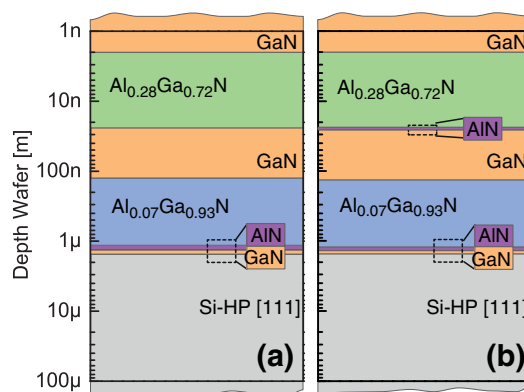 Depth Wafer [m]
1n
10n
100n
1µ
10µ
100µ
GaN
Al0.28Ga0.72N
GaN
Al0.07Ga0.93N
AlN
GaN
Si-HP [111]
(a)
GaN
Al0.28Ga0.72N
AlN
GaN
Al0.07Ga0.93N
AlN
GaN
Si-HP [111]
(b)